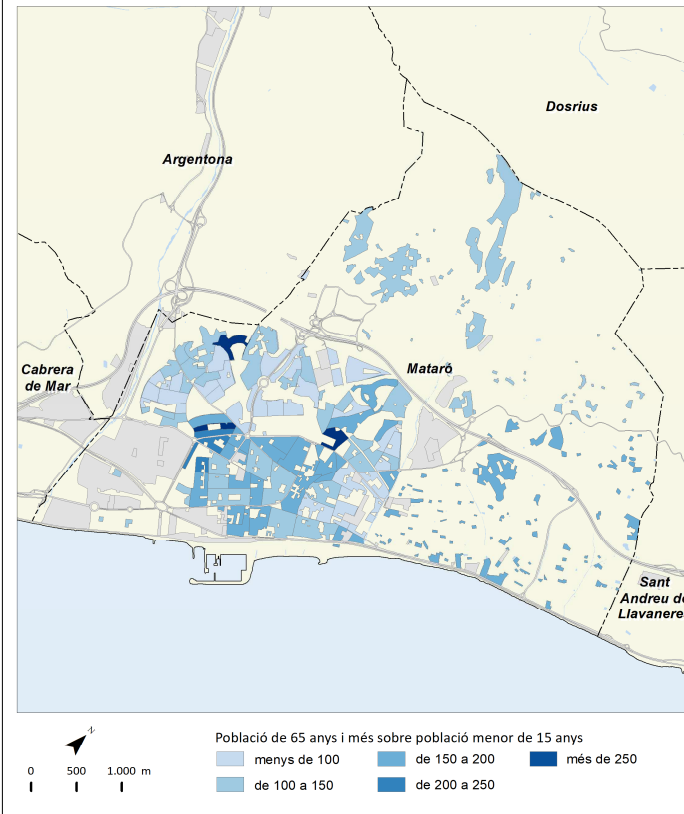 Dosrius
Argentona
Cabrera
de Mar
Mataró
Sant
Andreu de
Llavanere
N
0 500 1.000 m
Població de 65 anys i més sobre població menor de 15 anys
menys de 100
de 150 a 200
més de 250
de 100 a 150
de 200 a 250